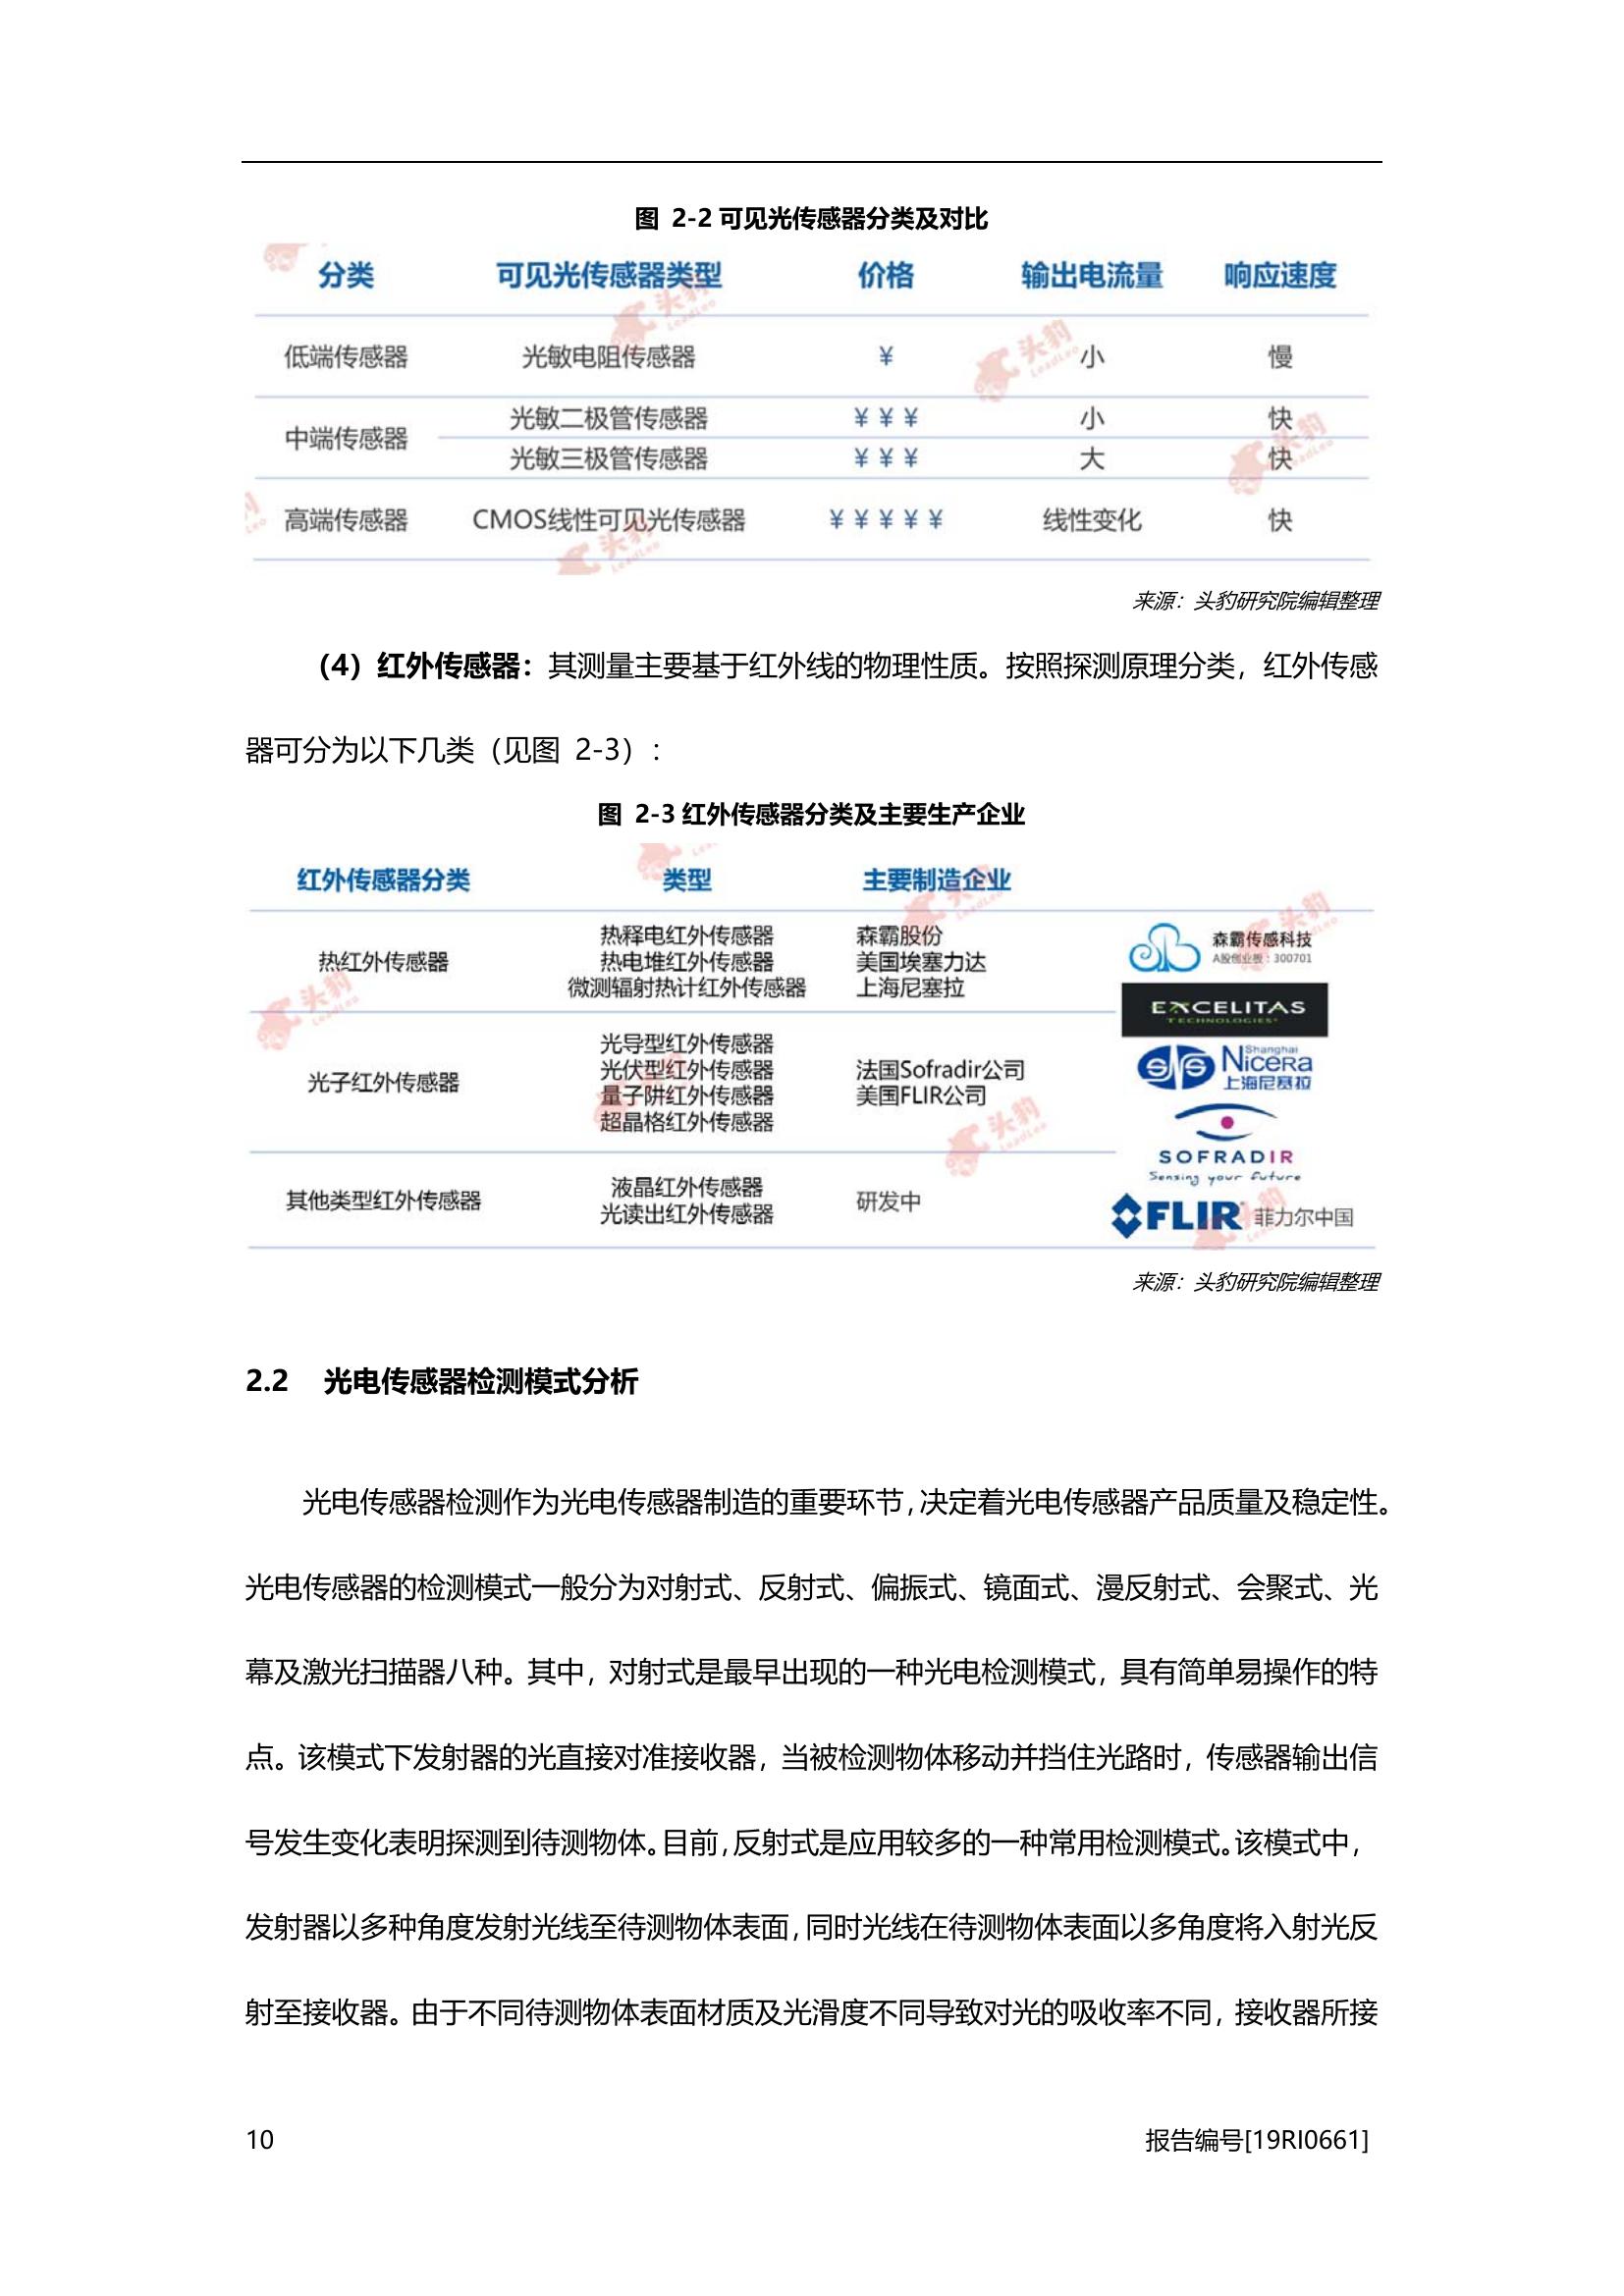 图 2-2 可见光传感器分类及对比
分类 可见光传感器类型 价格 输出电流量 响应速度
低端传感器 光敏电阻传感器 ¥ 小 慢
中端传感器 光敏二极管传感器 ¥ ¥ ¥ 小 快
光敏三极管传感器 ¥ ¥ ¥ 大 快
高端传感器 CMOS线性可见光传感器 ¥ ¥ ¥ ¥ ¥ 线性变化 快
来源：头豹研究院编辑整理
（4）红外传感器：其测量主要基于红外线的物理性质。按照探测原理分类，红外传感
器可分为以下几类（见图 2-3）：
图 2-3 红外传感器分类及主要生产企业
红外传感器分类 类型 主要制造企业
热红外传感器
热释电红外传感器
热电堆红外传感器
微测辐射热计红外传感器
森霸股份
美国埃塞力达
上海尼塞拉
光子红外传感器
光导型红外传感器
光伏型红外传感器
量子阱红外传感器
超晶格红外传感器
法国Sofradir公司
美国FLIR公司
其他类型红外传感器
液晶红外传感器
光读出红外传感器
研发中
森霸传感科技
A股创业板：300701
EXCELITAS
TECHNOLOGIES
Shanghai
Nicera
上海尼赛拉
SOFRADIR
Sensing your future
FLIR 菲力尔中国
来源：头豹研究院编辑整理
2.2 光电传感器检测模式分析
光电传感器检测作为光电传感器制造的重要环节，决定着光电传感器产品质量及稳定性。
光电传感器的检测模式一般分为对射式、反射式、偏振式、镜面式、漫反射式、会聚式、光
幕及激光扫描器八种。其中，对射式是最早出现的一种光电检测模式，具有简单易操作的特
点。该模式下发射器的光直接对准接收器，当被检测物体移动并挡住光路时，传感器输出信
号发生变化表明探测到待测物体。目前，反射式是应用较多的一种常用检测模式。该模式中，
发射器以多种角度发射光线至待测物体表面，同时光线在待测物体表面以多角度将入射光反
射至接收器。由于不同待测物体表面材质及光滑度不同导致对光的吸收率不同，接收器所接
10 报告编号[19RI0661]